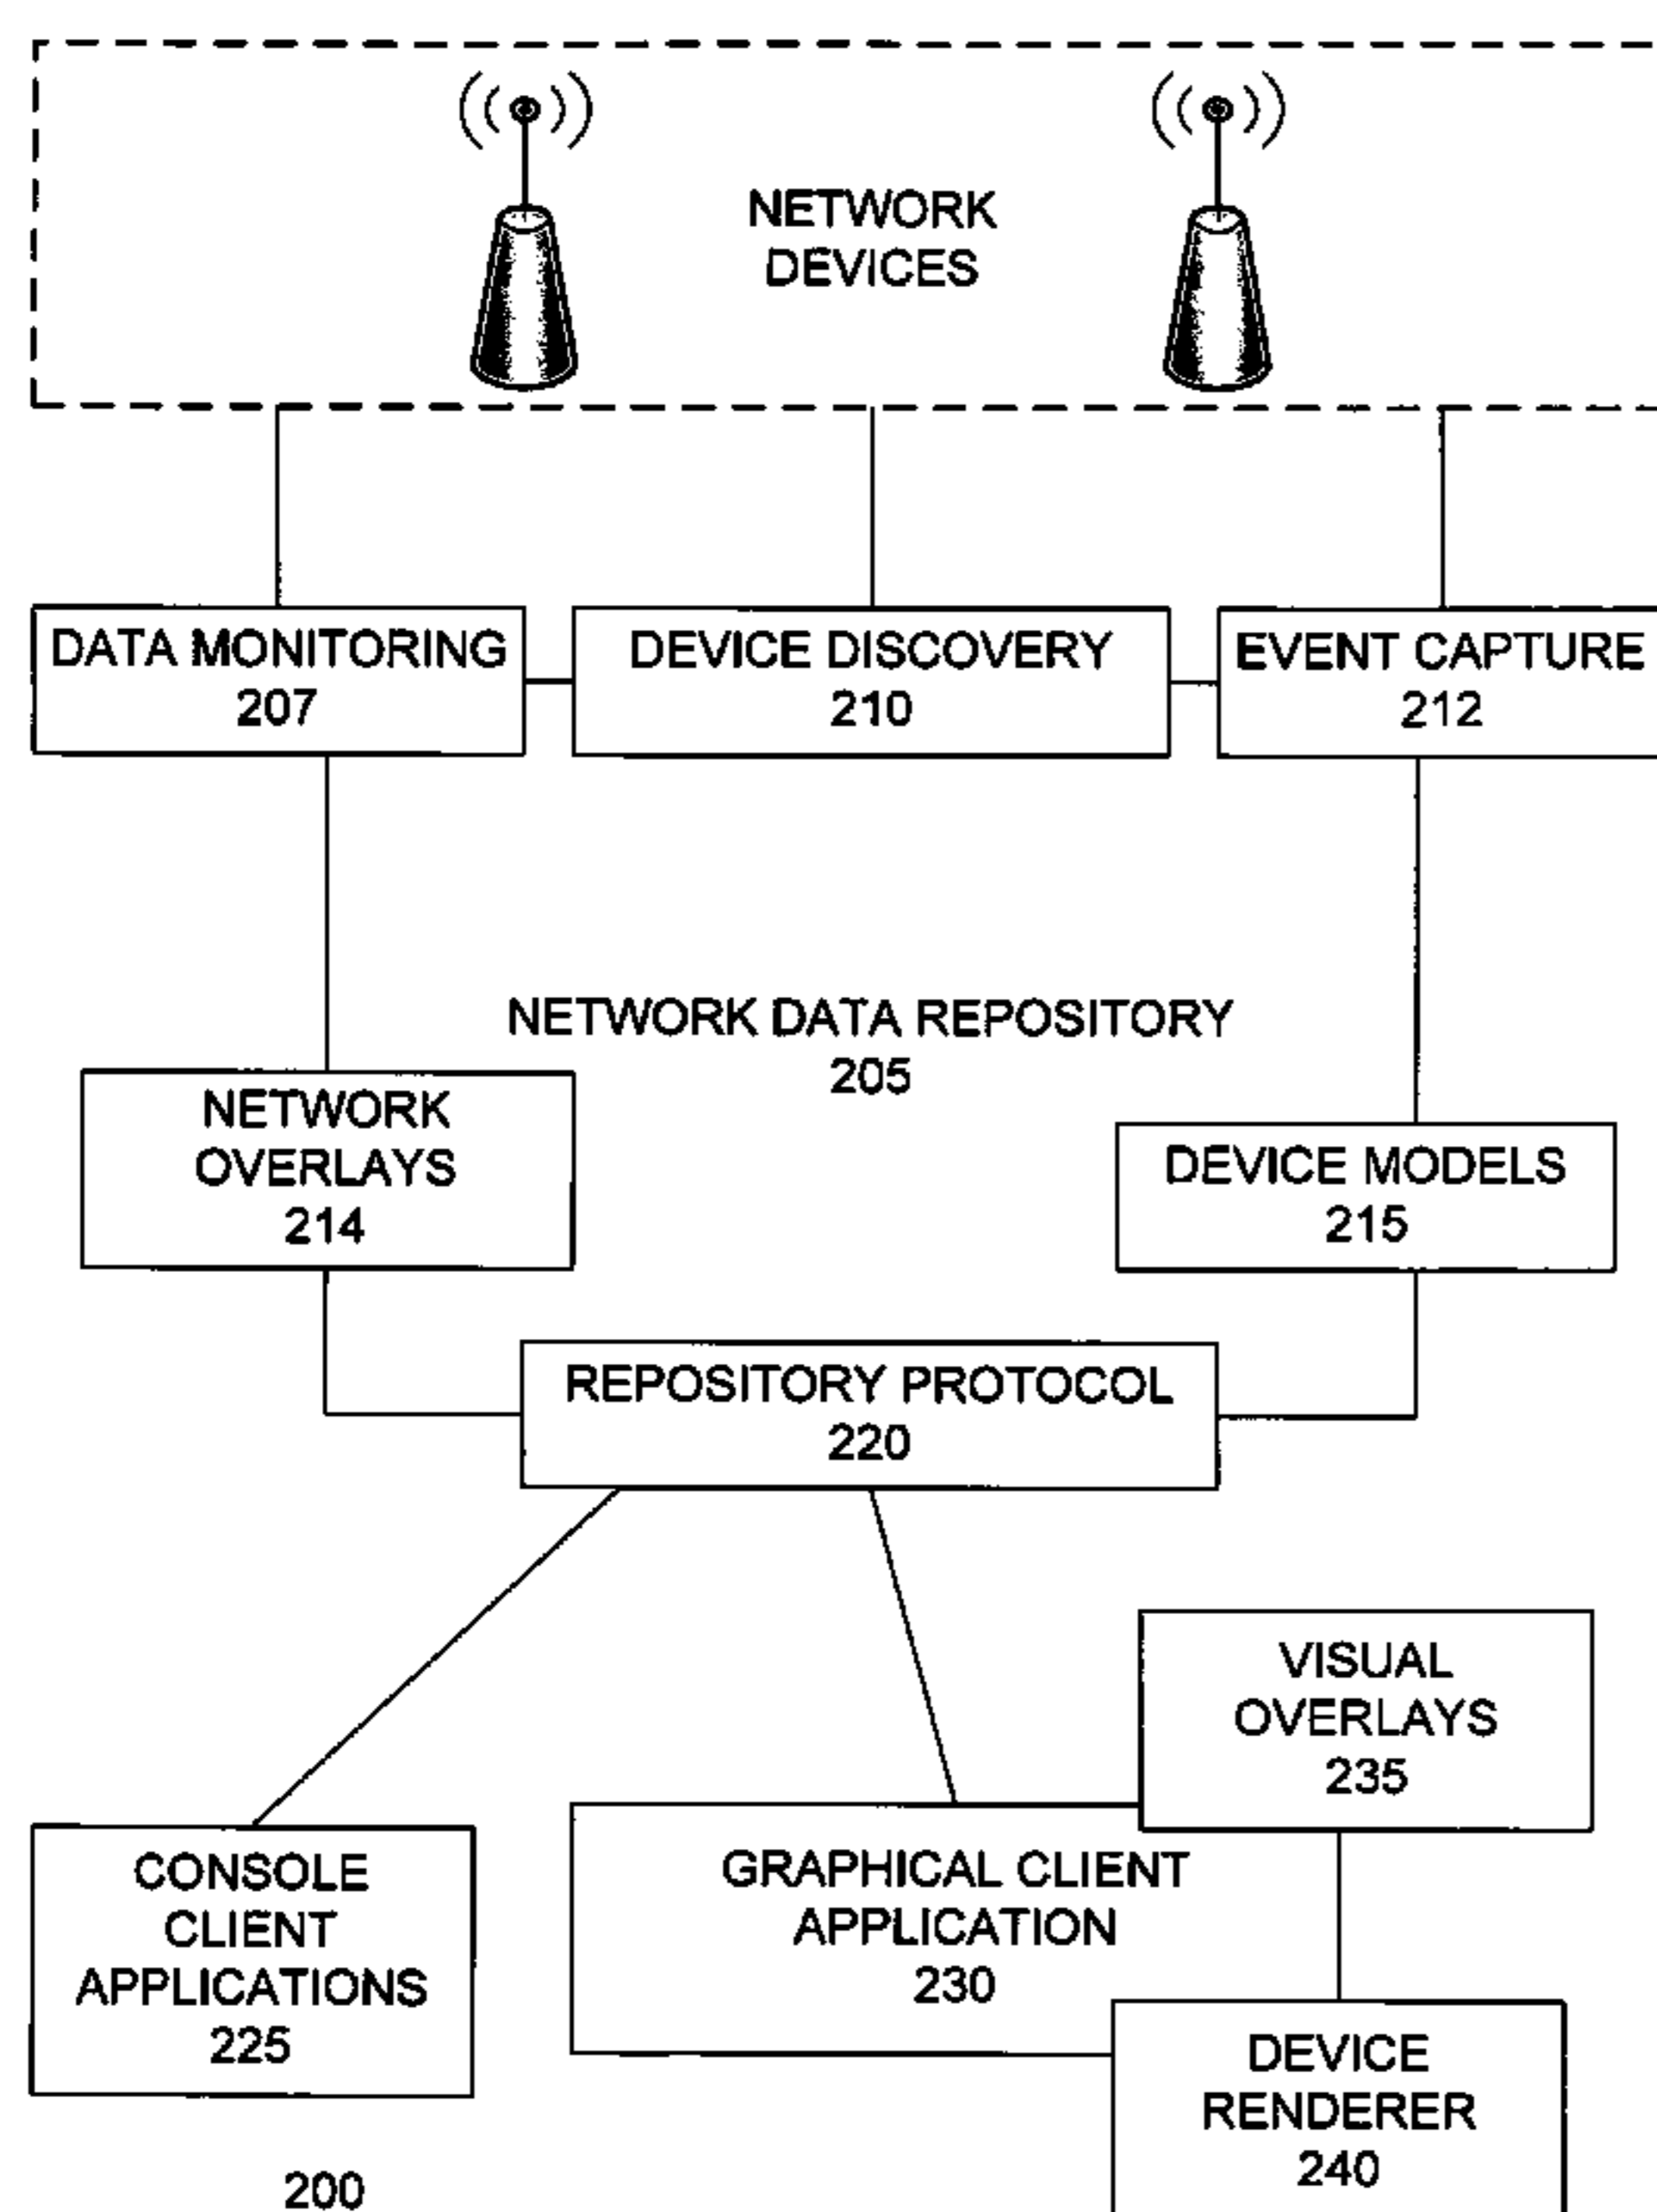 NETWORK
DEVICES
DATA MONITORING
207
DEVICE DISCOVERY
210
EVENT CAPTURE
212
NETWORK DATA REPOSITORY
205
NETWORK
OVERLAYS
214
DEVICE MODELS
215
REPOSITORY PROTOCOL
220
VISUAL
OVERLAYS
235
CONSOLE
CLIENT
APPLICATIONS
225
GRAPHICAL CLIENT
APPLICATION
230
DEVICE
RENDERER
240
200